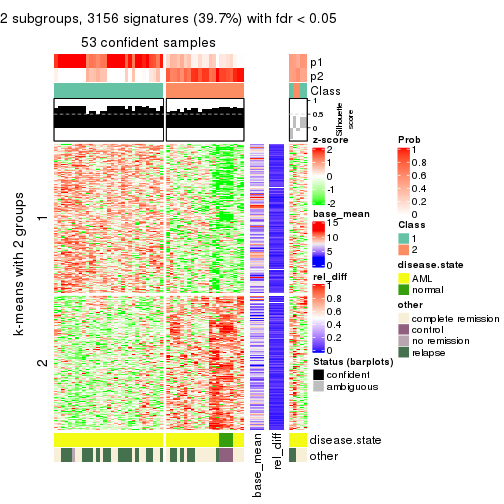 2 subgroups, 3156 signatures (39.7%) with fdr < 0.05
53 confident samples
p1
p2
Class
1
0.5
0
Silhouette
score
k-means with 2 groups
1
2
z-score
2
1
0
-1
-2
base_mean
15
10
5
0
rel_diff
1
0.8
0.6
0.4
0.2
0
Status (barplots)
confident
ambiguous
Prob
1
0.8
0.6
0.4
0.2
0
Class
1
2
disease.state
AML
normal
other
complete remission
control
no remission
relapse
disease.state
other
base_mean
rel_diff